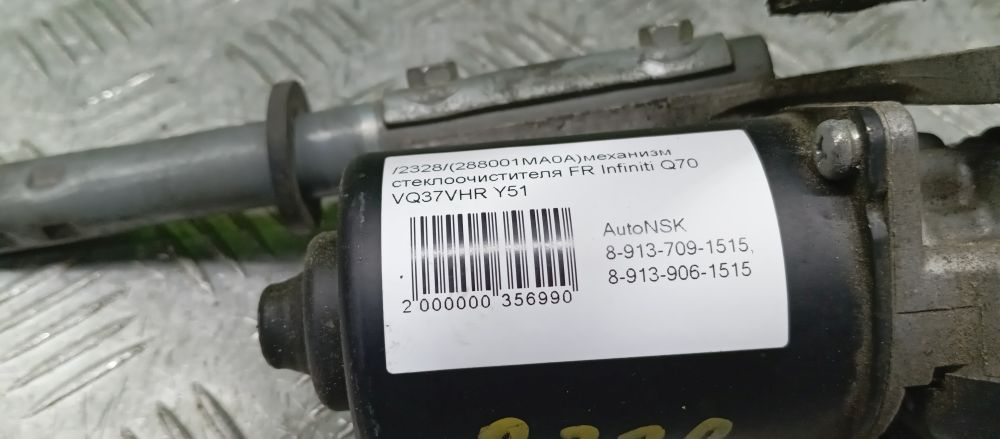 /2328/(288001MA0A)механизм
стеклоочистителя FR Infiniti Q70
VQ37VHR Y51
AutoNSK
8-913-709-1515,
8-913-906-1515
2 000000 356990